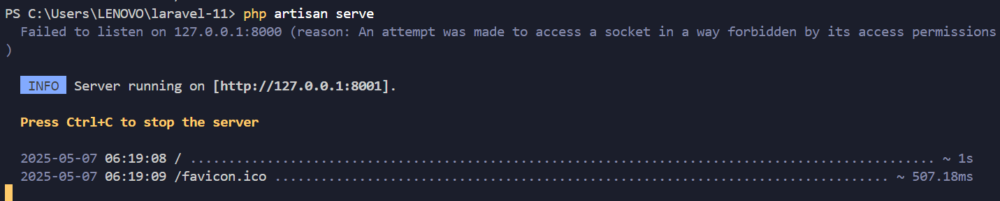 PS C:\Users\LENOVO\laravel-11> php artisan serve
Failed to listen on 127.0.0.1:8000 (reason: An attempt was made to access a socket in a way forbidden by its access permissions
)
INFO Server running on [http://127.0.0.1:8001].
Press Ctrl+C to stop the server
2025-05-07 06:19:08 / ................................................................................................. ~ 1s
2025-05-07 06:19:09 /favicon.ico ................................................................................ ~ 507.18ms